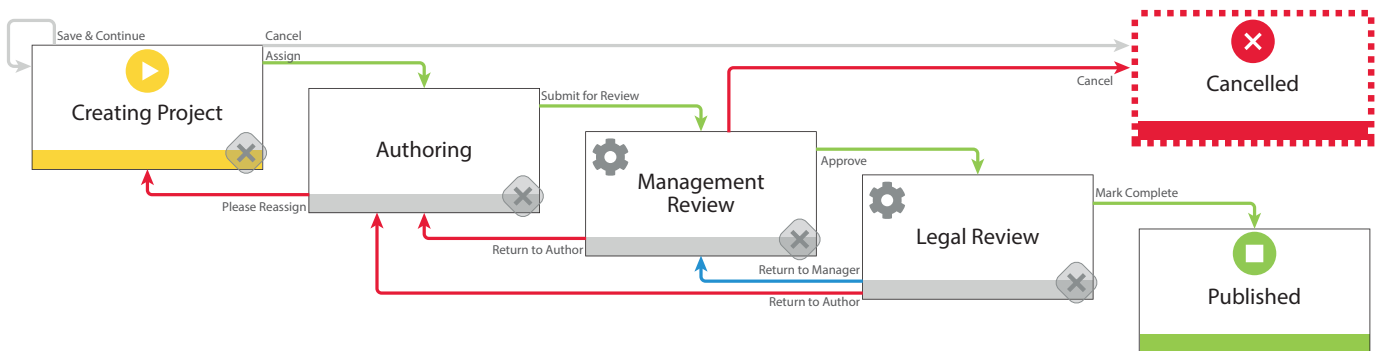 Save & Continue
Cancel
Assign
Creating Project
Please Reassign
Authoring
Submit for Review
Return to Author
Management
Review
Approve
Return to Manager
Return to Author
Legal Review
Mark Complete
Cancel
Cancelled
Published